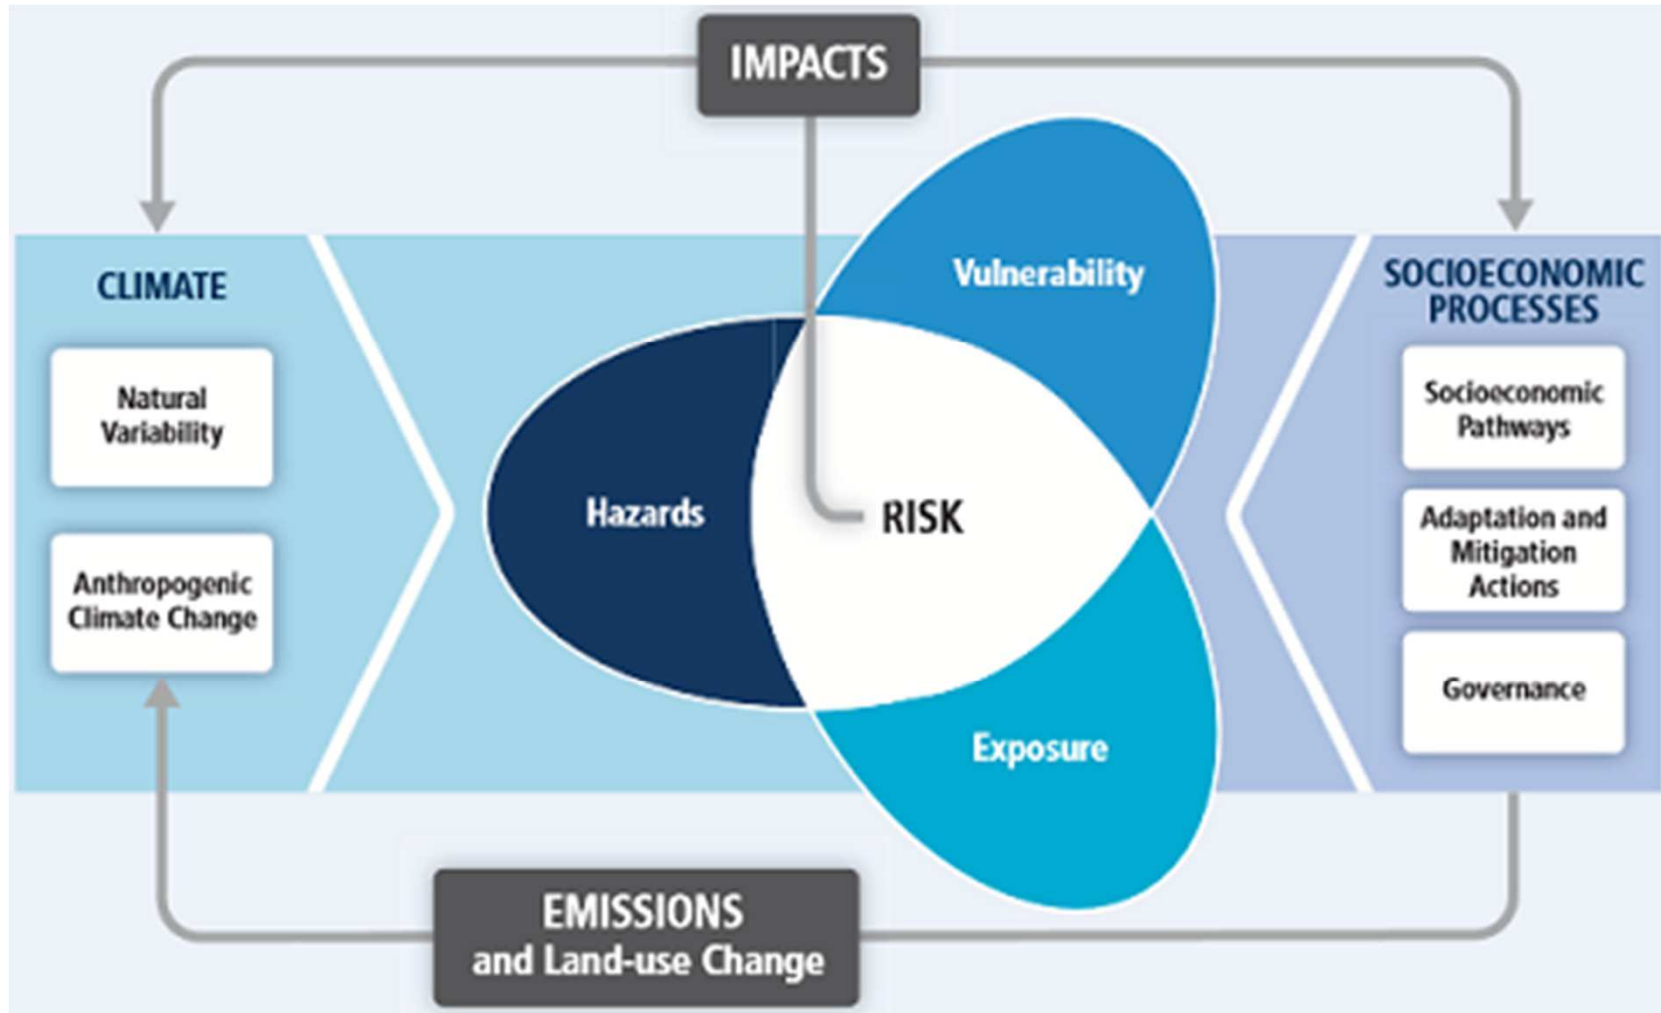 IMPACTS
CLIMATE
Natural
Variability
Anthropogenic
Climate Change
Hazards
Vulnerability
RISK
Exposure
SOCIOECONOMIC
PROCESSES
Socioeconomic
Pathways
Adaptation and
Mitigation
Actions
Governance
EMISSIONS
and Land-use Change